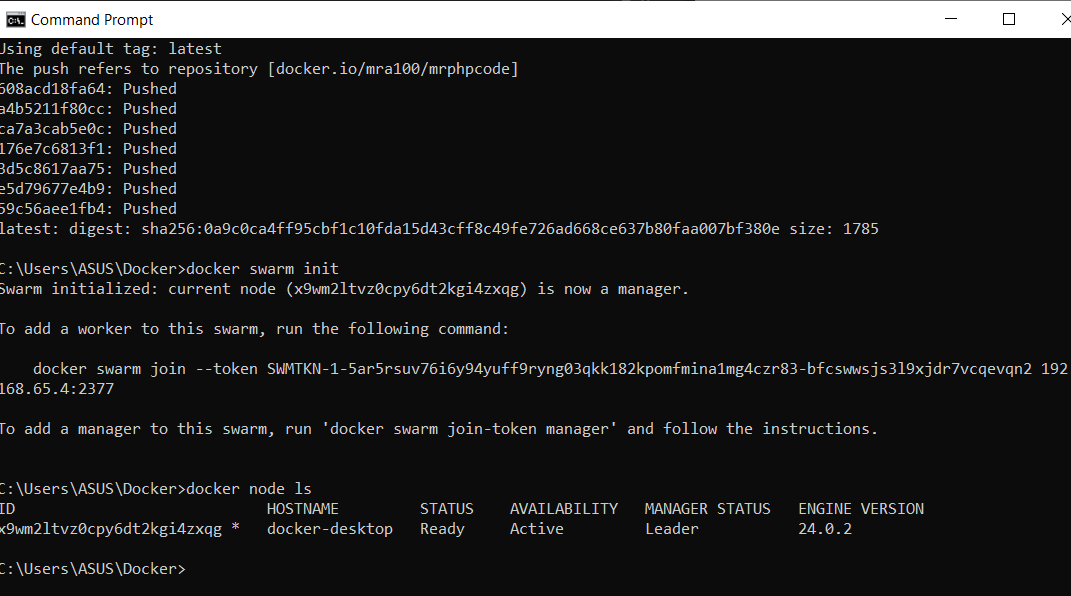 Command Prompt
Using default tag: latest
The push refers to repository [docker.io/mra100/mrphpcode]
608acd18fa64: Pushed
a4b5211f80cc: Pushed
ca7a3cab5e0c: Pushed
176e7c6813f1: Pushed
3d5c8617aa75: Pushed
e5d79677e4b9: Pushed
59c56aee1fb4: Pushed
latest: digest: sha256:0a9c0ca4ff95cbf1c10fda15d43cff8c49fe726ad668ce637b80faa007bf380e size: 1785
C:\Users\ASUS\Docker>docker swarm init
Swarm initialized: current node (x9wm2ltvz0cpy6dt2kgi4zxqg) is now a manager.
To add a worker to this swarm, run the following command:
docker swarm join --token SWMTKN-1-5ar5rsuv76i6y94yuff9ryng03qkk182kpomfmina1mg4czr83-bfcswwsjs3l9xjdr7vcqevqn2 192
168.65.4:2377
To add a manager to this swarm, run 'docker swarm join-token manager' and follow the instructions.
C:\Users\ASUS\Docker>docker node ls
ID HOSTNAME STATUS AVAILABILITY MANAGER STATUS ENGINE VERSION
x9wm2ltvz0cpy6dt2kgi4zxqg * docker-desktop Ready Active Leader 24.0.2
C:\Users\ASUS\Docker>